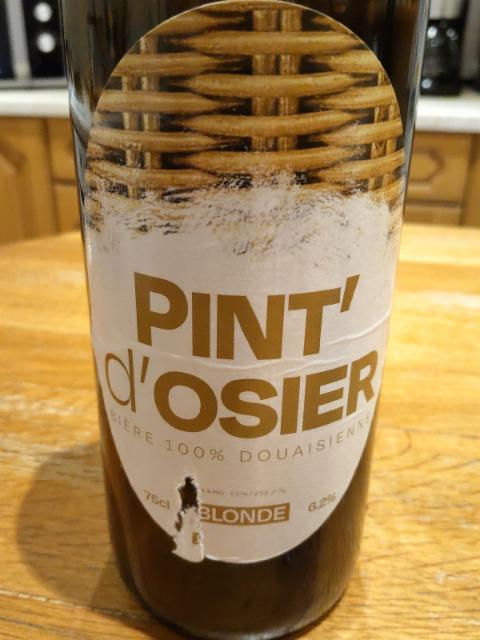 PINT'
d'OSIER
BIÈRE 100% DOUAISIENNE
75cl
BLONDE
6.2%